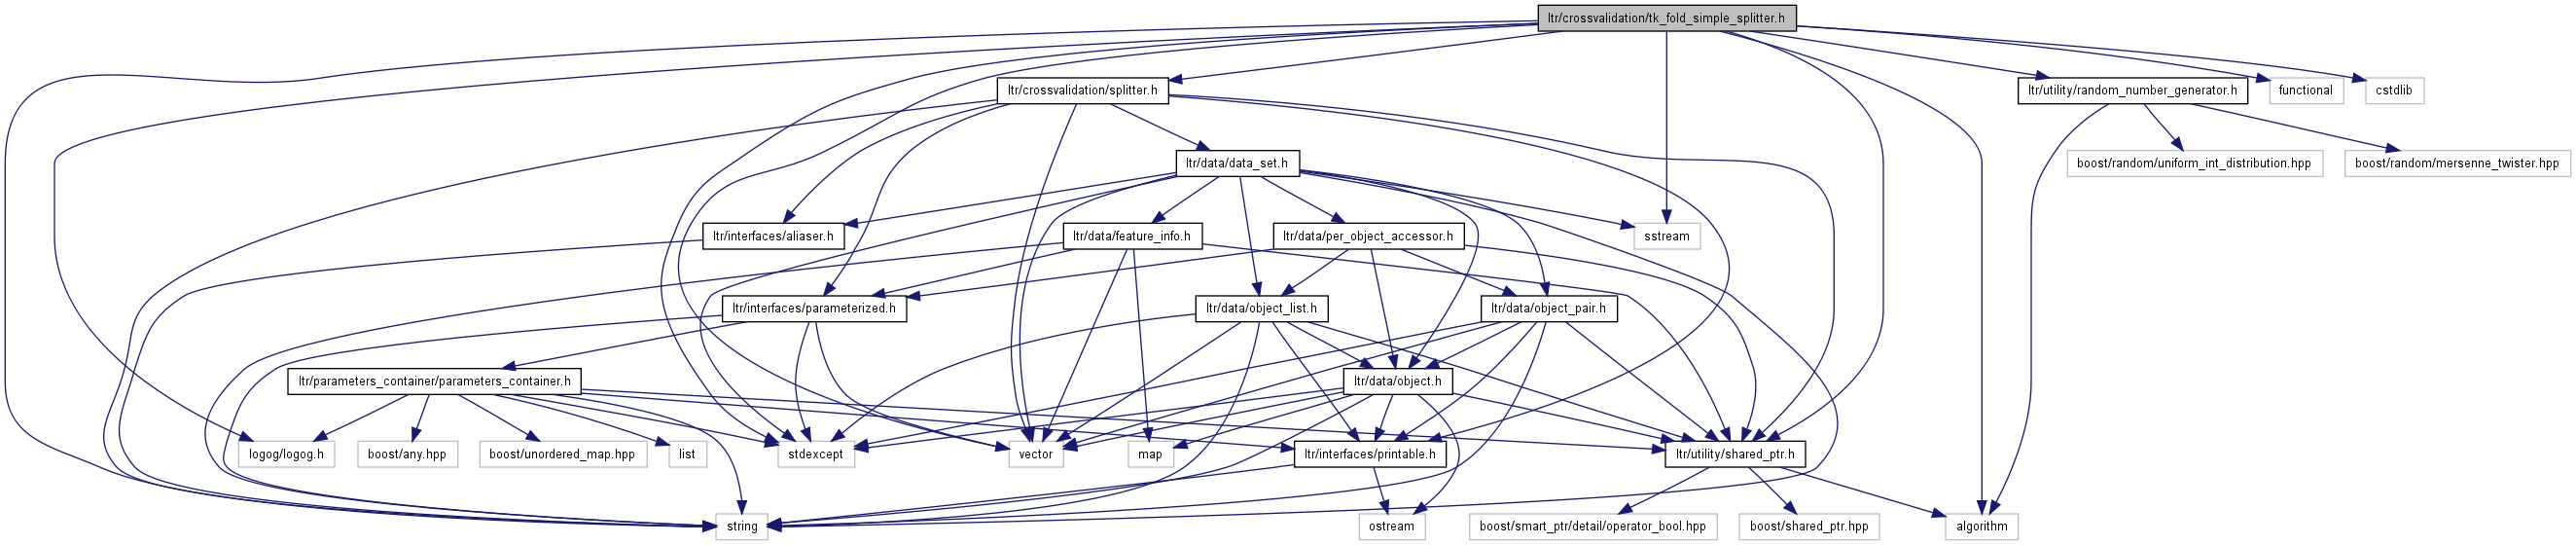 ltr/crossvalidation/tk_fold_simple_splitter.h
ltr/crossvalidation/splitter.h
ltr/utility/random_number_generator.h
functional
cstdlib
ltr/data/data_set.h
boost/random/uniform_int_distribution.hpp
boost/random/mersenne_twister.hpp
ltr/interfaces/aliaser.h
ltr/data/feature_info.h
ltr/data/per_object_accessor.h
sstream
ltr/interfaces/parameterized.h
ltr/data/object_list.h
ltr/data/object_pair.h
ltr/parameters_container/parameters_container.h
ltr/data/object.h
logog/logog.h
boost/any.hpp
boost/unordered_map.hpp
list
stdexcept
vector
map
ltr/interfaces/printable.h
ltr/utility/shared_ptr.h
string
ostream
boost/smart_ptr/detail/operator_bool.hpp
boost/shared_ptr.hpp
algorithm